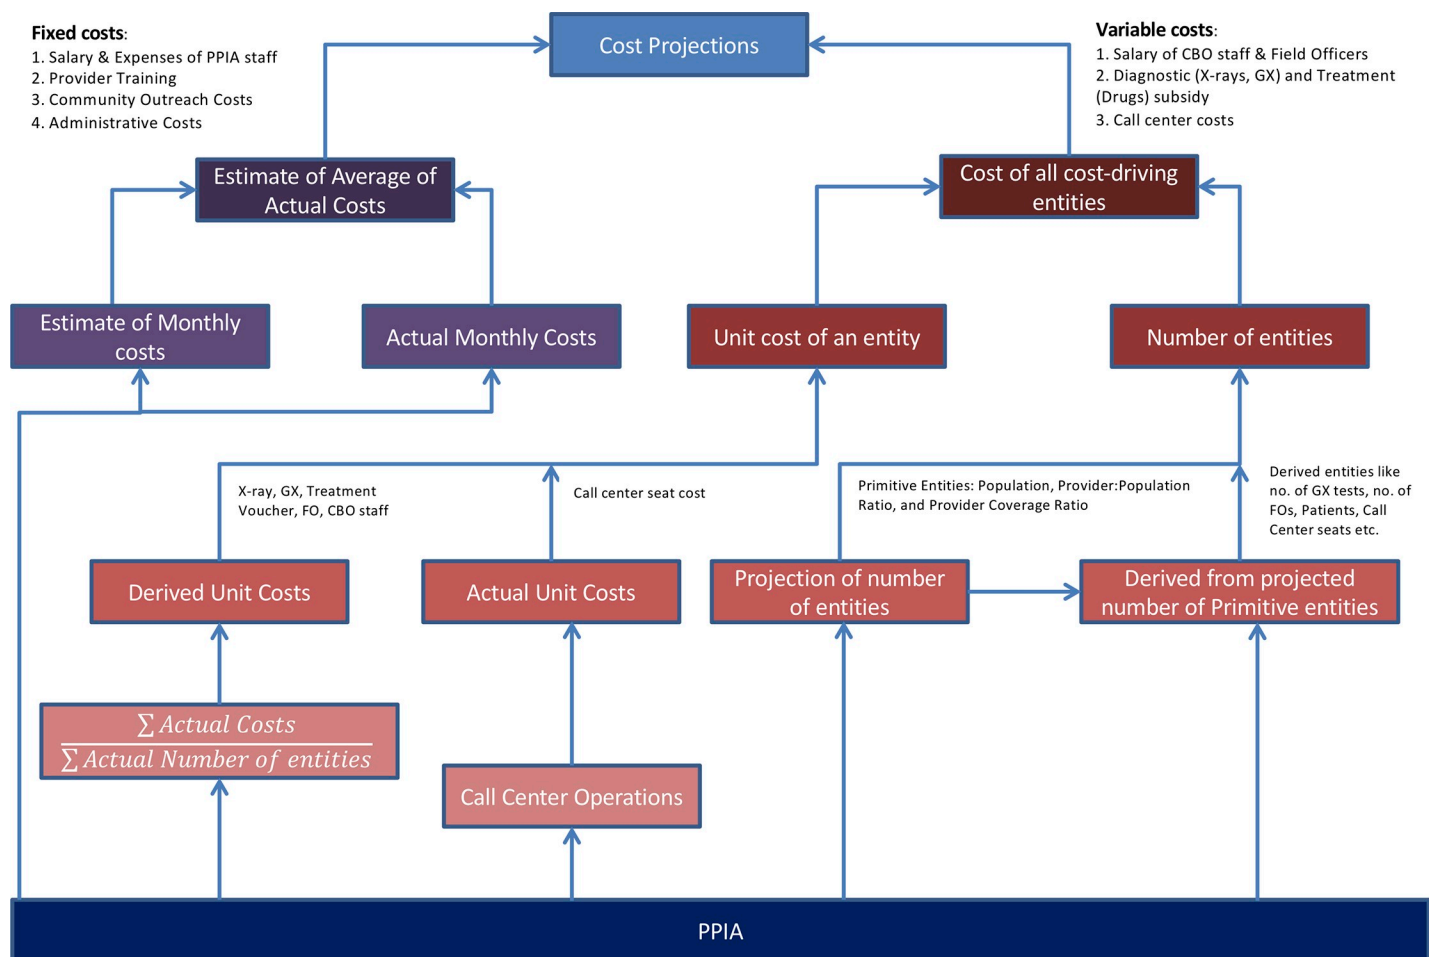 Fixed costs:
1. Salary & Expenses of PPIA staff
2. Provider Training
3. Community Outreach Costs
4. Administrative Costs
Cost Projections
Variable costs:
1. Salary of CBO staff & Field Officers
2. Diagnostic (X-rays, GX) and Treatment
(Drugs) subsidy
3. Call center costs
Estimate of Average of
Actual Costs
Cost of all cost-driving
entities
Estimate of Monthly
costs
Actual Monthly Costs
Unit cost of an entity
Number of entities
X-ray, GX, Treatment
Voucher, FO, CBO staff
Call center seat cost
Primitive Entities: Population, Provider:Population
Ratio, and Provider Coverage Ratio
Derived entities like
no. of GX tests, no. of
FOs, Patients, Call
Center seats etc.
Derived Unit Costs
Actual Unit Costs
Projection of number
of entities
Derived from projected
number of Primitive entities
∑ Actual Costs
∑ Actual Number of entities
Call Center Operations
PPIA